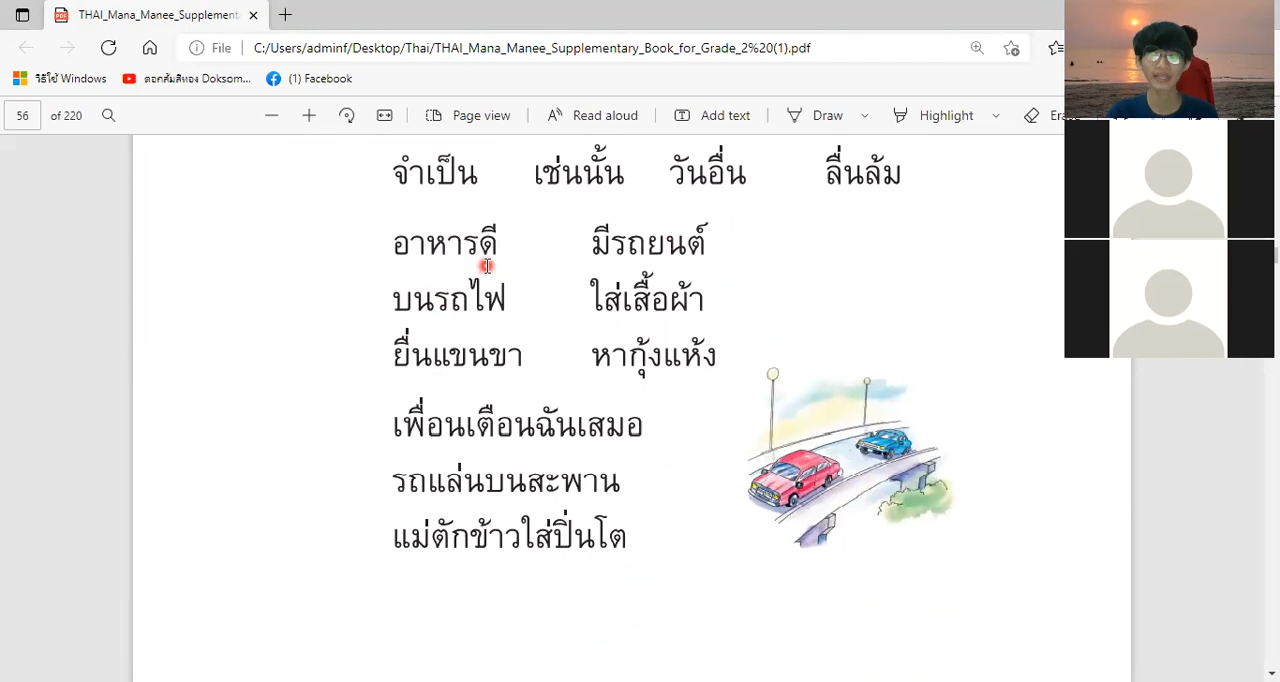 THAI_Mana_Manee_Supplementa
File C:/Users/adminf/Desktop/Thai/THAI_Mana_Manee_Supplementary_Book_for_Grade_2%20(1).pdf
วิธีใช้ Windows ดอกส้มสีทอง Doksom... (1) Facebook
56 of 220 Page view Read aloud Add text Draw Highlight
จำเป็น เช่นนั้น วันอื่น ลื่นล้ม
อาหารดี มีรถยนต์
บนรถไฟ ใส่เสื้อผ้า
ยื่นแขนขา หากุ้งแห้ง
เพื่อนเตือนฉันเสมอ
รถแล่นบนสะพาน
แม่ตักข้าวใส่ปิ่นโต